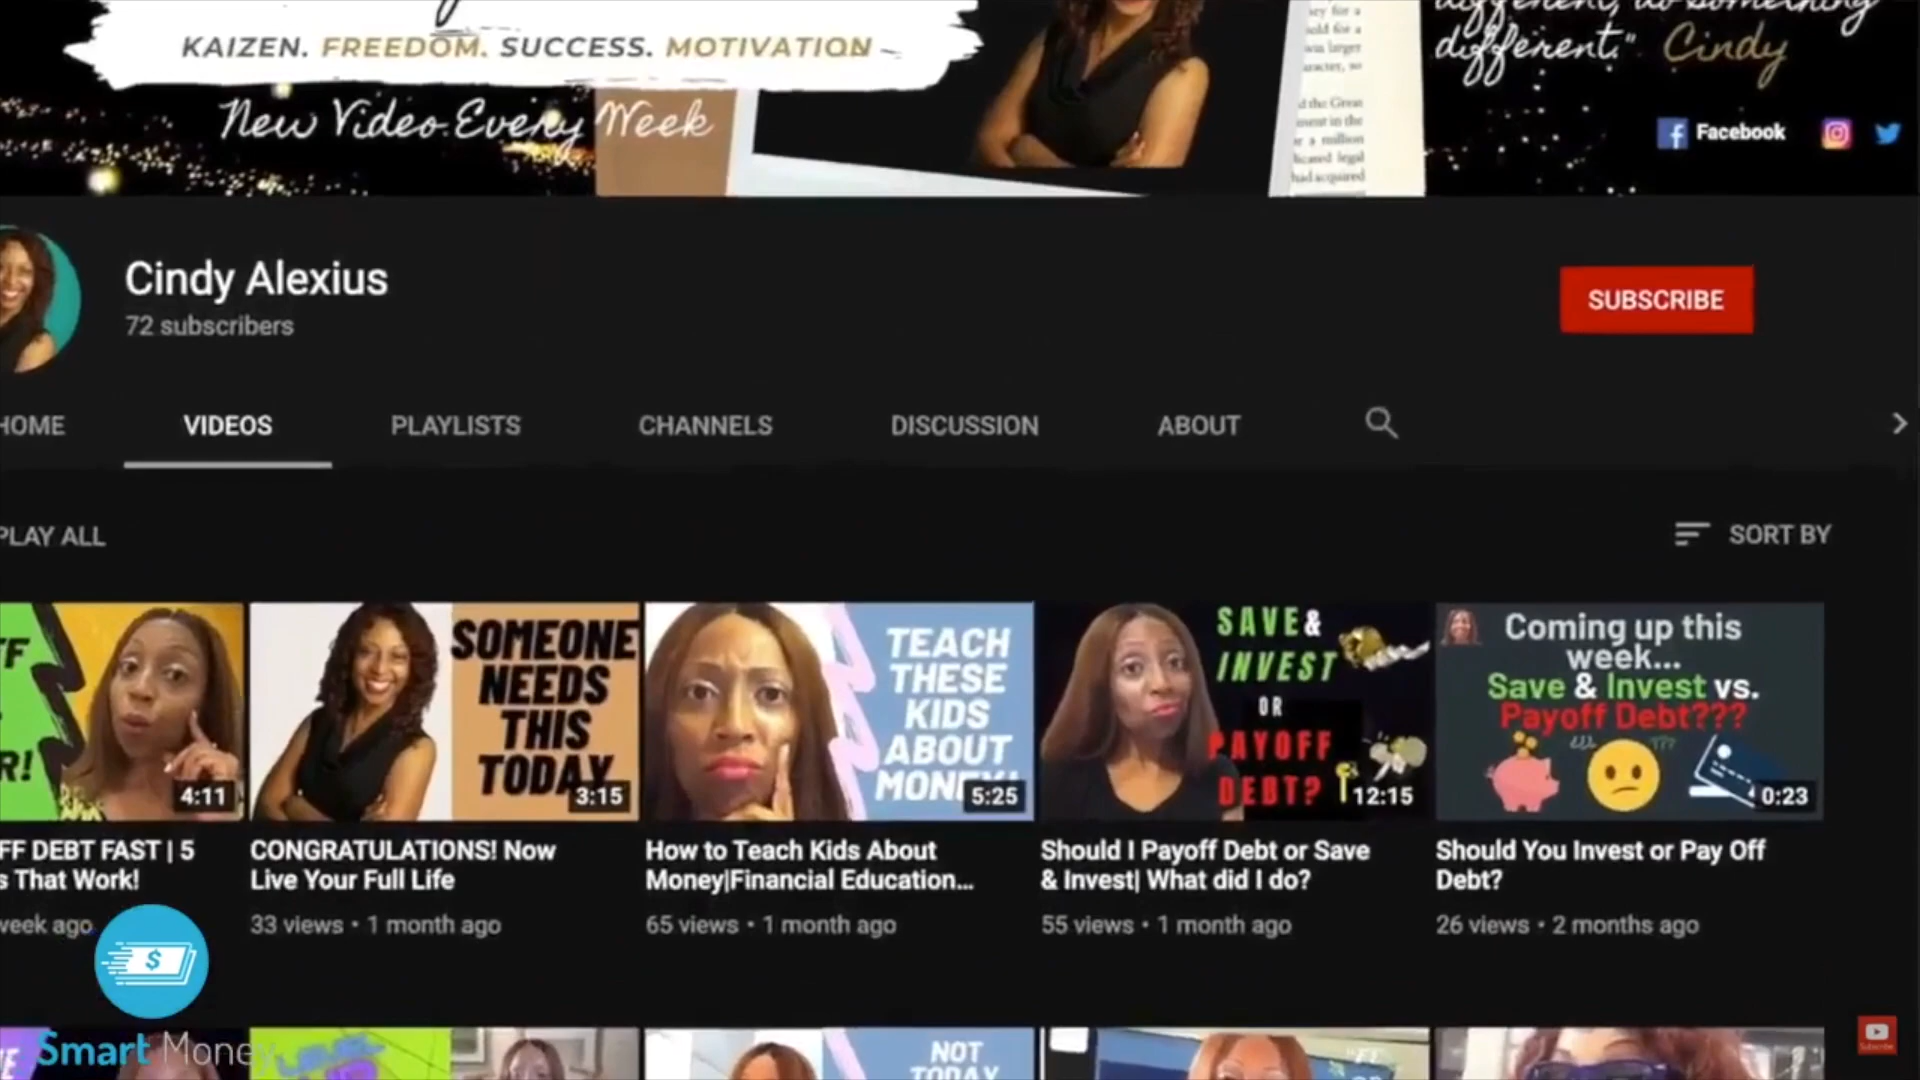 KAIZEN. FREEDOM. SUCCESS. MOTIVATION
New Video Every Week
different, do something
different." Cindy
Facebook
Cindy Alexius
72 subscribers
SUBSCRIBE
HOME
VIDEOS
PLAYLISTS
CHANNELS
DISCUSSION
ABOUT
PLAY ALL
SORT BY
4:11
SOMEONE
NEEDS
THIS
TODAY
3:15
TEACH
THESE
KIDS
ABOUT
MONEY!
5:25
SAVE&
INVEST
OR
PAYOFF
DEBT?
12:15
Coming up this
week...
Save & Invest vs.
Payoff Debt???
0:23
FF DEBT FAST | 5
s That Work!
week ago
CONGRATULATIONS! Now
Live Your Full Life
33 views • 1 month ago
How to Teach Kids About
Money|Financial Education...
65 views • 1 month ago
Should I Payoff Debt or Save
& Invest| What did I do?
55 views • 1 month ago
Should You Invest or Pay Off
Debt?
26 views • 2 months ago
$
Smart Money
NOT
TODAY
Subscribe